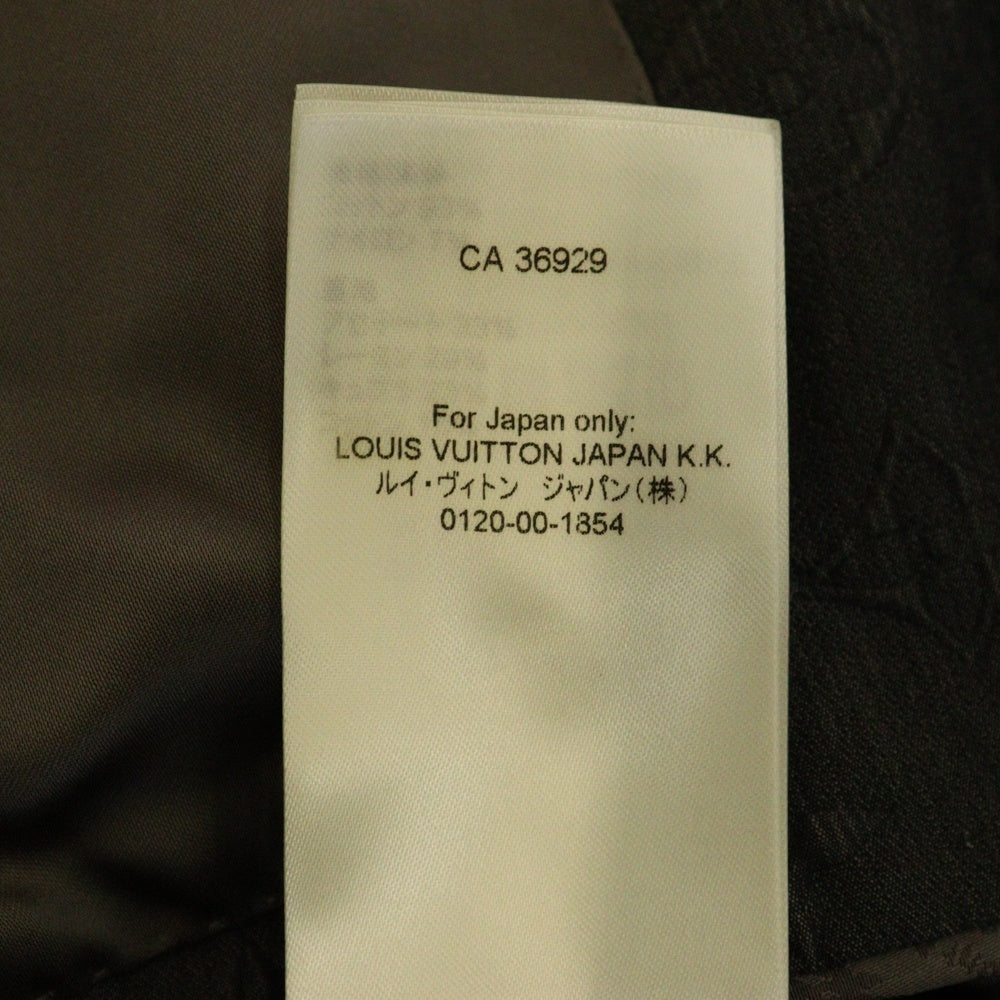 CA 36929
For Japan only:
LOUIS VUITTON JAPAN K.K.
ルイ・ヴィトン ジャパン(株)
0120-00-1854